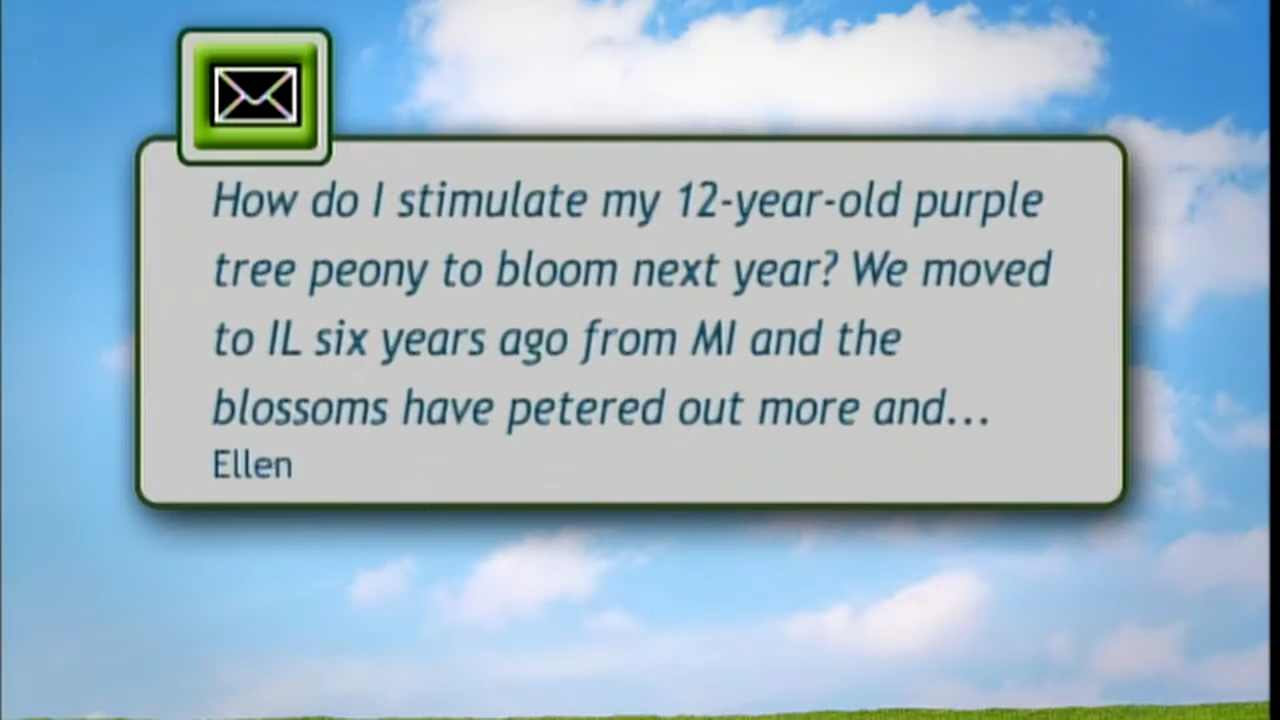 How do I stimulate my 12-year-old purple
tree peony to bloom next year? We moved
to IL six years ago from MI and the
blossoms have petered out more and...
Ellen